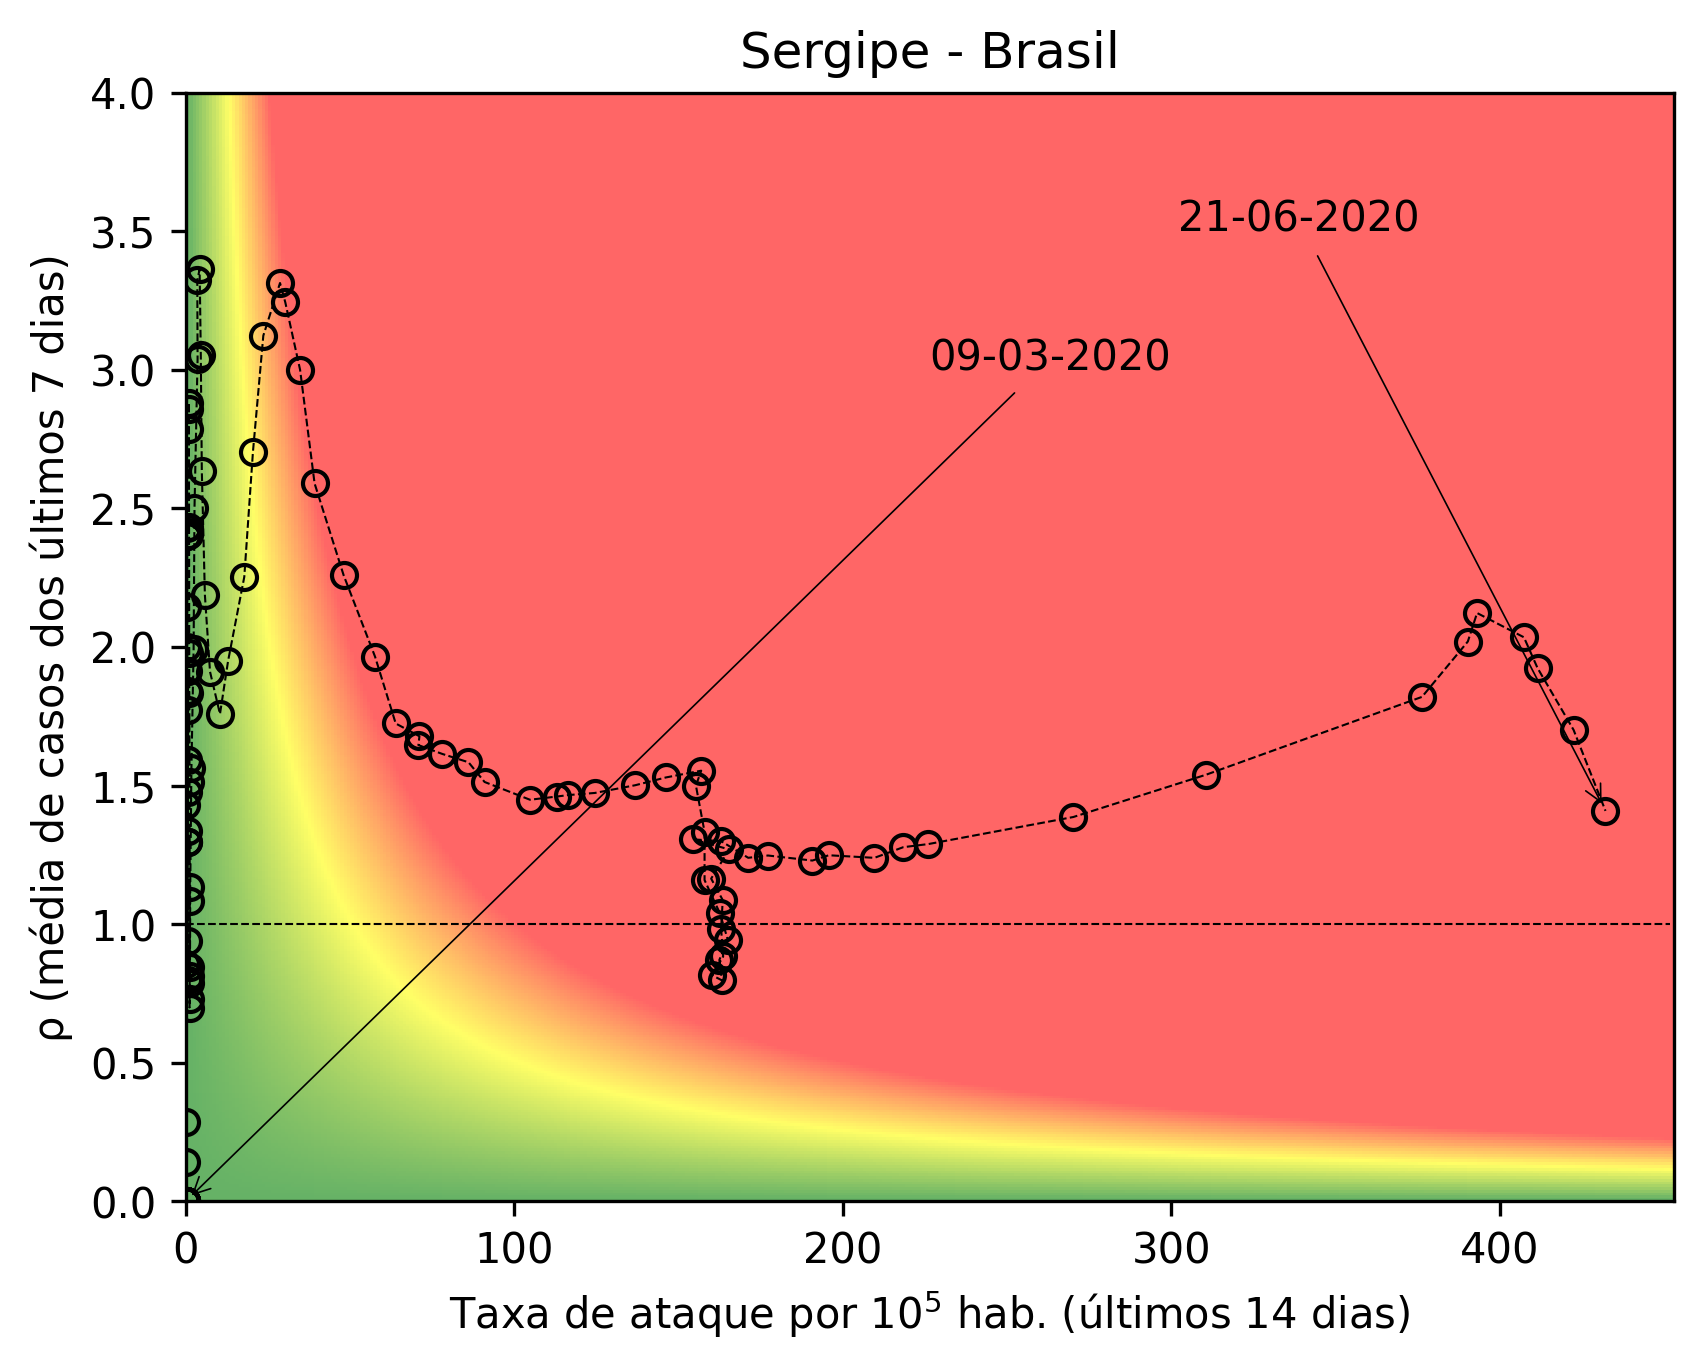 Sergipe - Brasil
4.0
3.5
3.0
2.5
2.0
1.5
1.0
0.5
0.0
ρ (média de casos dos últimos 7 dias)
21-06-2020
09-03-2020
0 100 200 300 400
Taxa de ataque por 10⁵ hab. (últimos 14 dias)